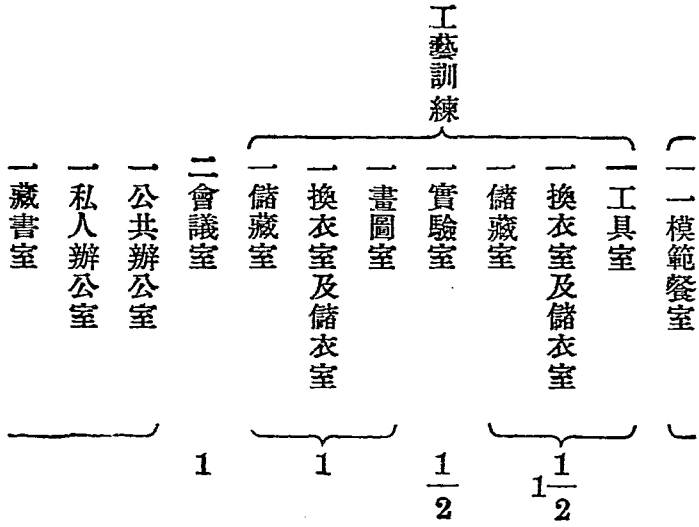 一一模範餐室
工藝訓練
一工具室
一換衣室及儲衣室
一儲藏室
1 1/2
一實驗室
1/2
一畫圖室
一換衣室及儲衣室
一儲藏室
1
二會議室
1
一公共辦公室
一私人辦公室
一藏書室